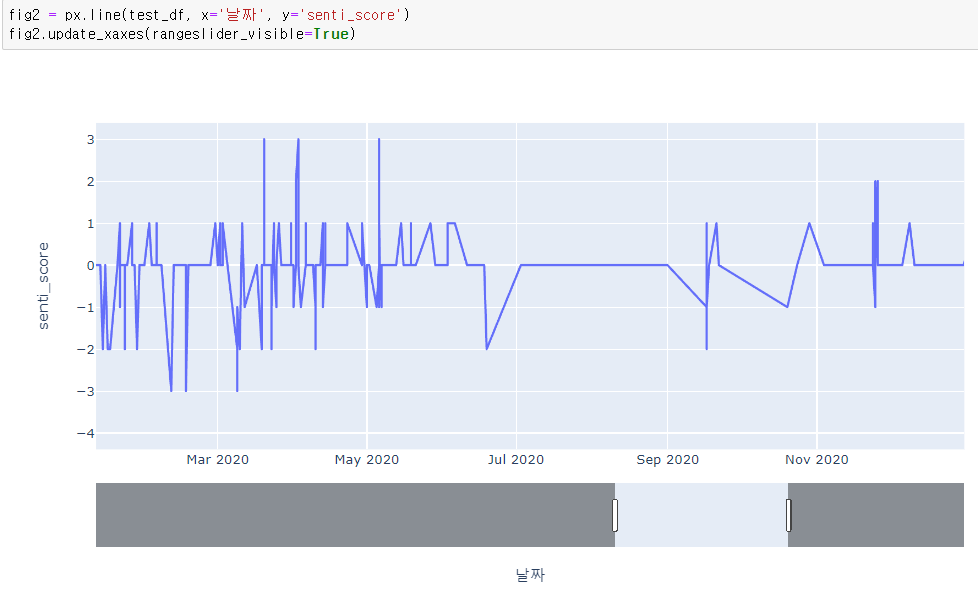 fig2 = px.line(test_df, x='날짜', y='senti_score')
fig2.update_xaxes(rangeslider_visible=True)
3
2
1
0
−1
−2
−3
−4
senti_score
Mar 2020 May 2020 Jul 2020 Sep 2020 Nov 2020
날짜